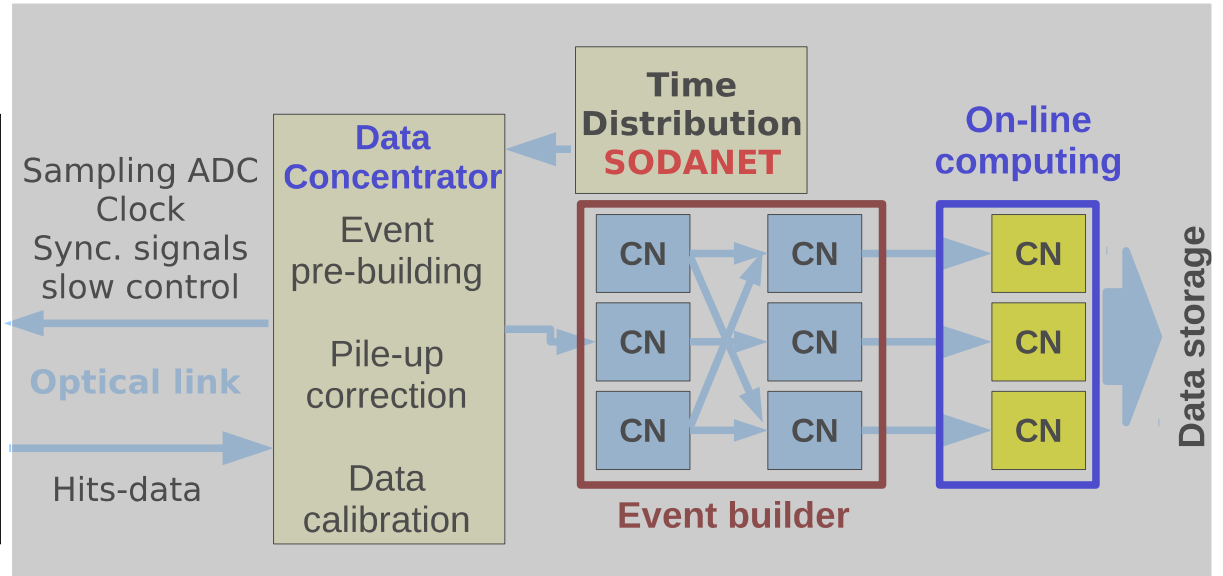 Sampling ADC
Clock
Sync. signals
slow control
Optical link
Hits-data
Data
Concentrator
Event
pre-building
Pile-up
correction
Data
calibration
Time
Distribution
SODANET
CN
CN
CN
CN
CN
CN
Event builder
On-line
computing
CN
CN
CN
Data storage